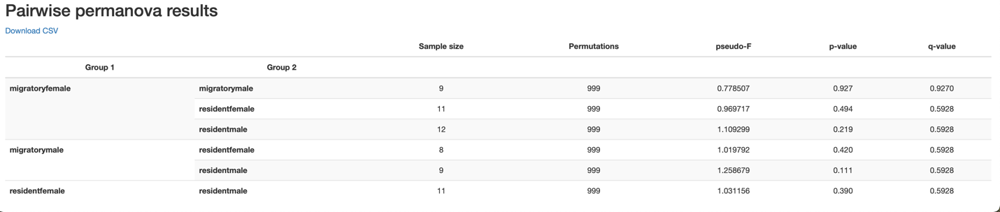 Pairwise permanova results
Download CSV
Sample size Permutations pseudo-F p-value q-value
Group 1 Group 2
migratoryfemale migratorymale 9 999 0.778507 0.927 0.9270
residentfemale 11 999 0.969717 0.494 0.5928
residentmale 12 999 1.109299 0.219 0.5928
migratorymale residentfemale 8 999 1.019792 0.420 0.5928
residentmale 9 999 1.258679 0.111 0.5928
residentfemale residentmale 11 999 1.031156 0.390 0.5928